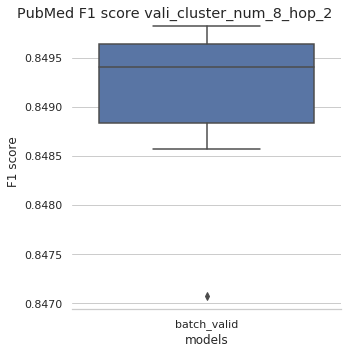 PubMed F1 score vali_cluster_num_8_hop_2
0.8495
0.8490
0.8485
0.8480
0.8475
0.8470
F1 score
batch_valid
models